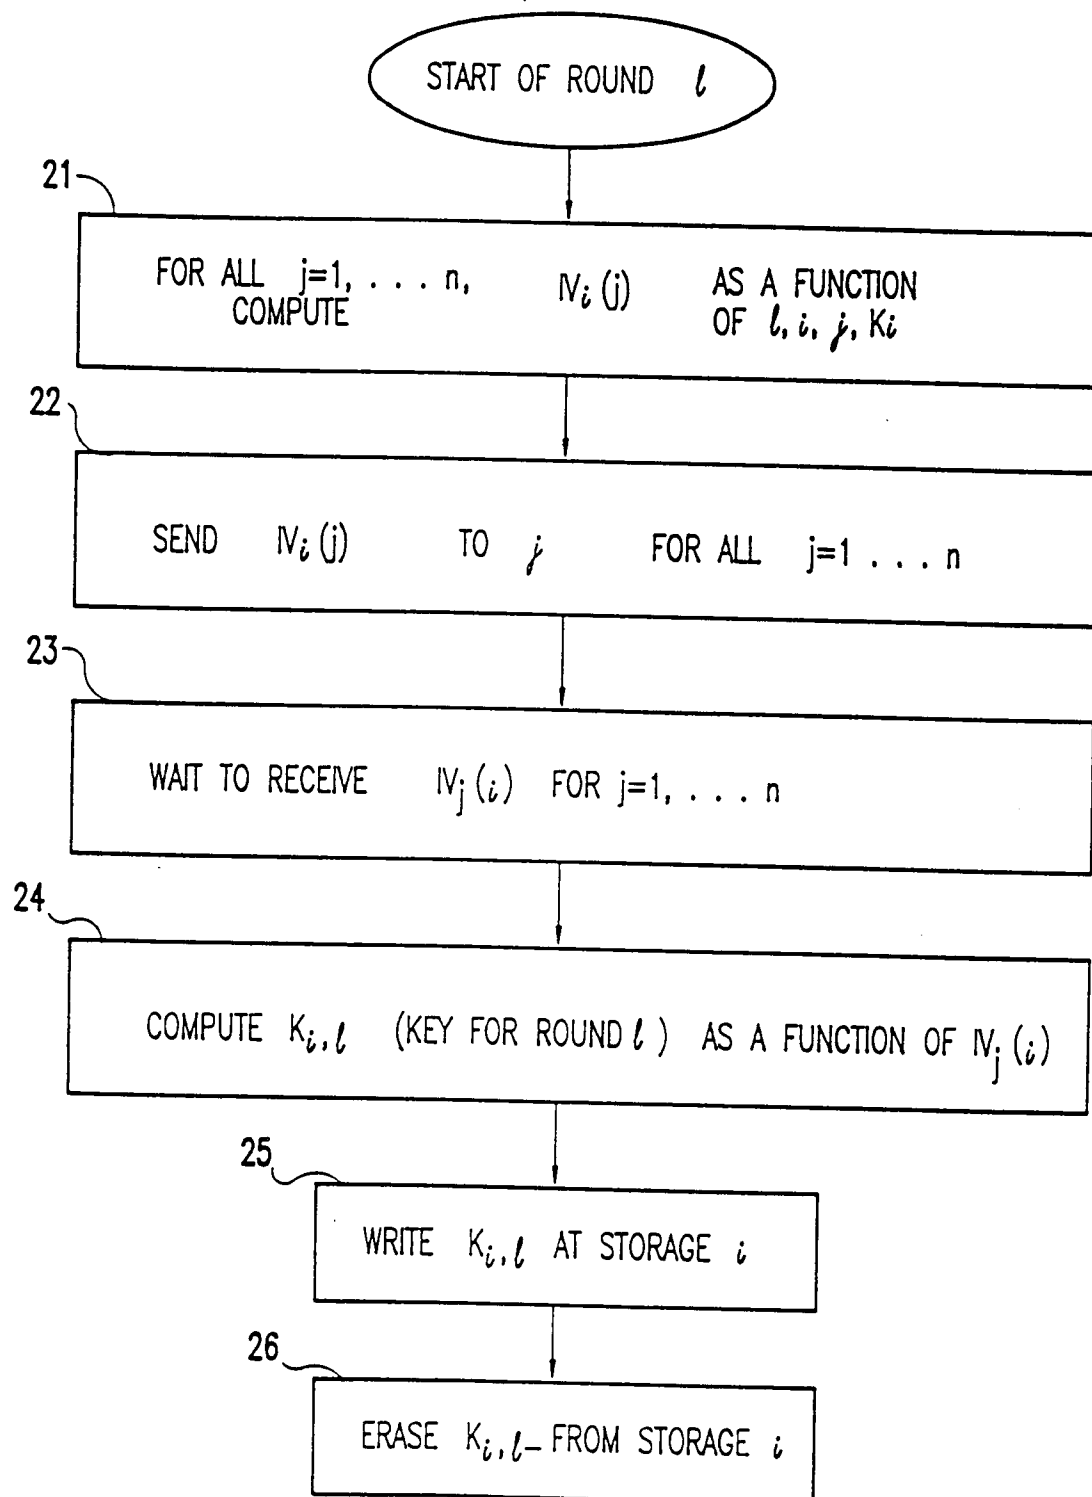 START OF ROUND ℓ
21
FOR ALL j=1, . . . n, IVi (j) AS A FUNCTION
COMPUTE OF ℓ, i, j, Ki
22
SEND IVi (j) TO j FOR ALL j=1 . . . n
23
WAIT TO RECEIVE IVj (i) FOR j=1, . . . n
24
COMPUTE Ki,ℓ (KEY FOR ROUND ℓ ) AS A FUNCTION OF IVj (i)
25
WRITE Ki,ℓ AT STORAGE i
26
ERASE Ki,ℓ– FROM STORAGE i